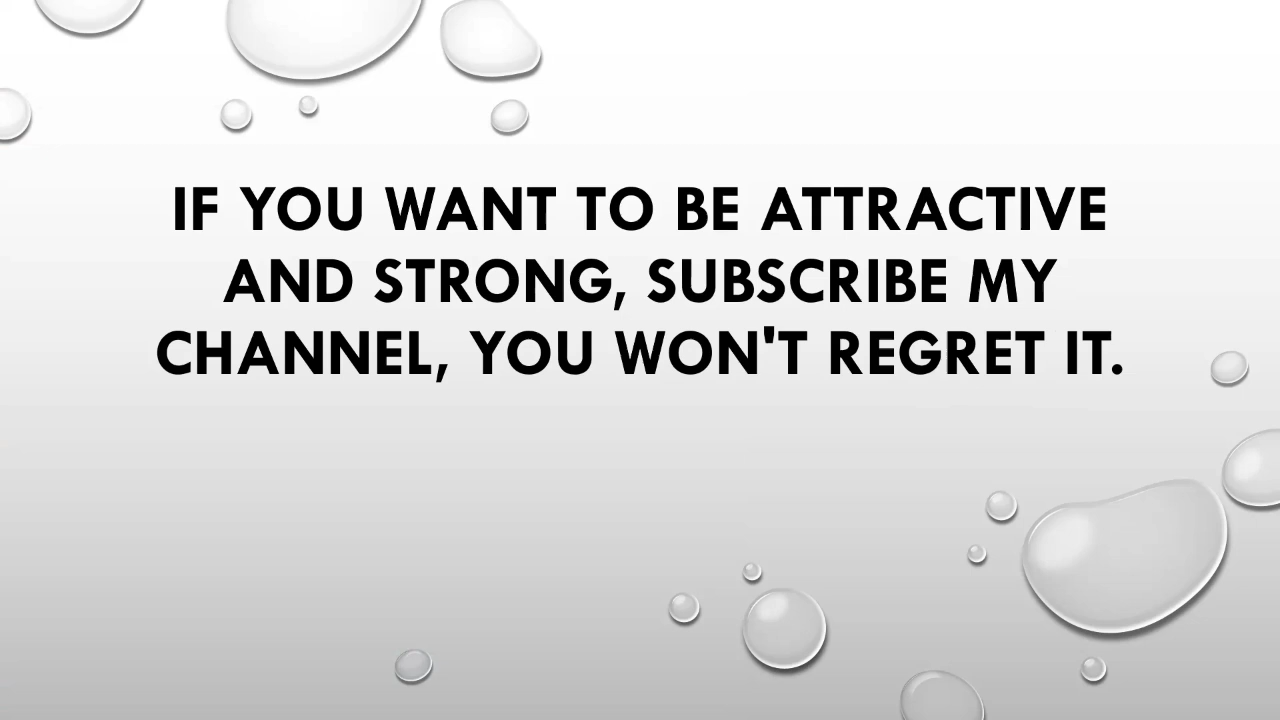 IF YOU WANT TO BE ATTRACTIVE
AND STRONG, SUBSCRIBE MY
CHANNEL, YOU WON'T REGRET IT.